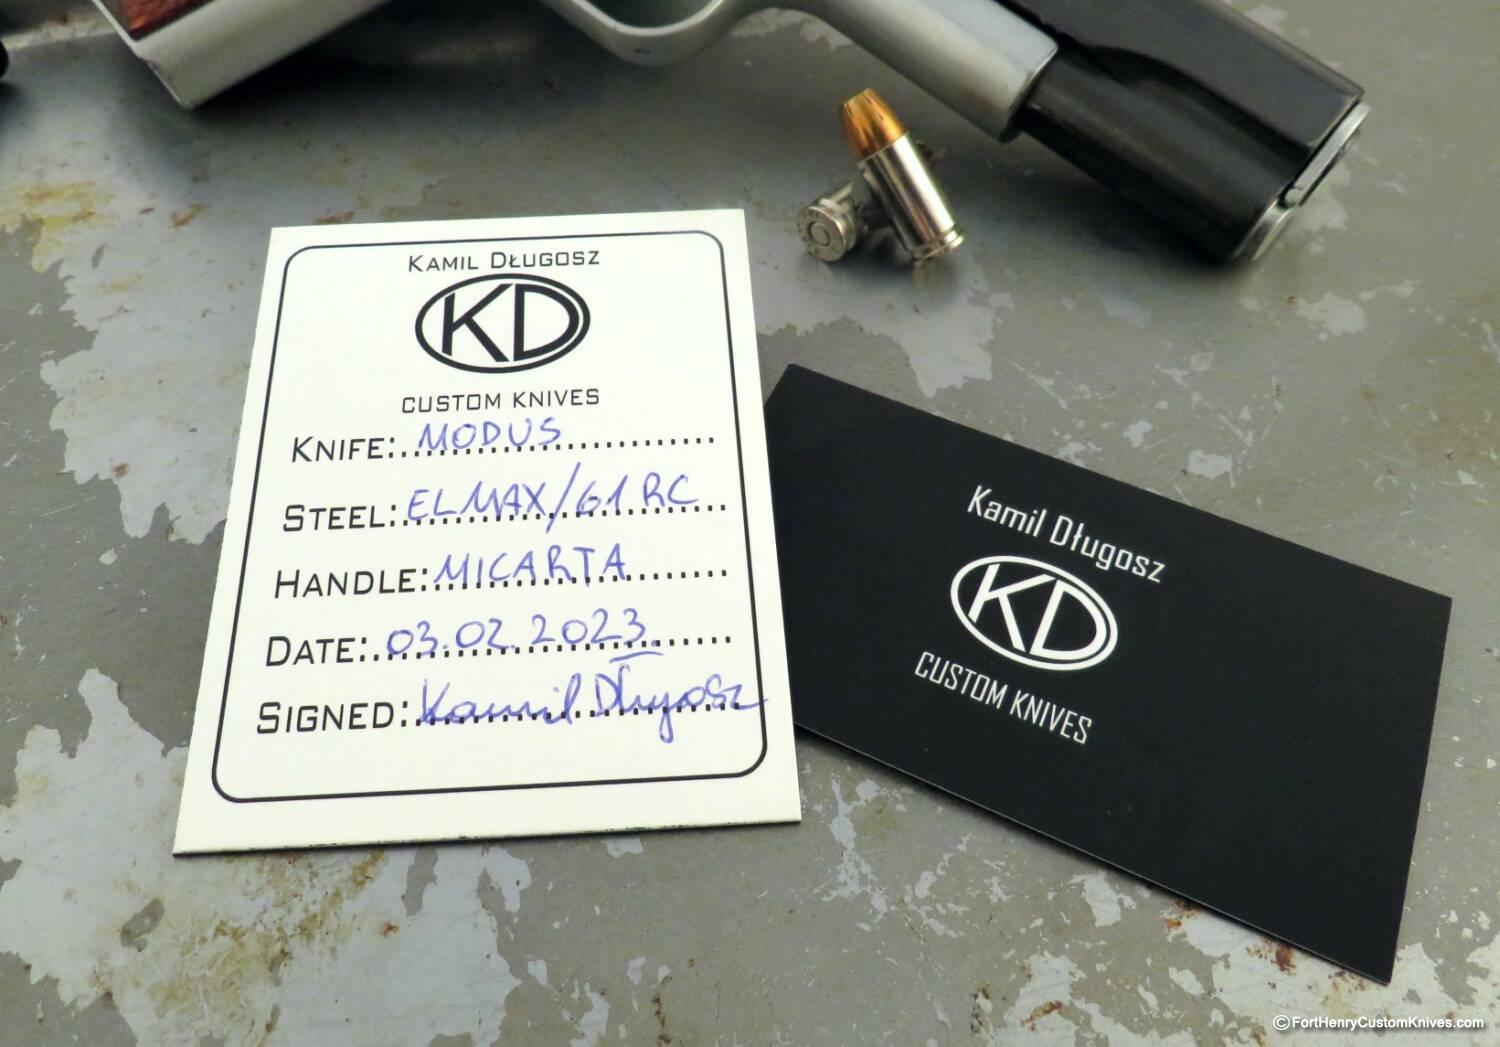 KAMIL DŁUGOSZ
KD
CUSTOM KNIVES
KNIFE: MODUS
STEEL: ELMAX/61 RC
HANDLE: MICARTA
DATE: 03.02.2023
SIGNED: Kamil Długosz
Kamil Długosz
KD
CUSTOM KNIVES
©FortHenryCustomKnives.com